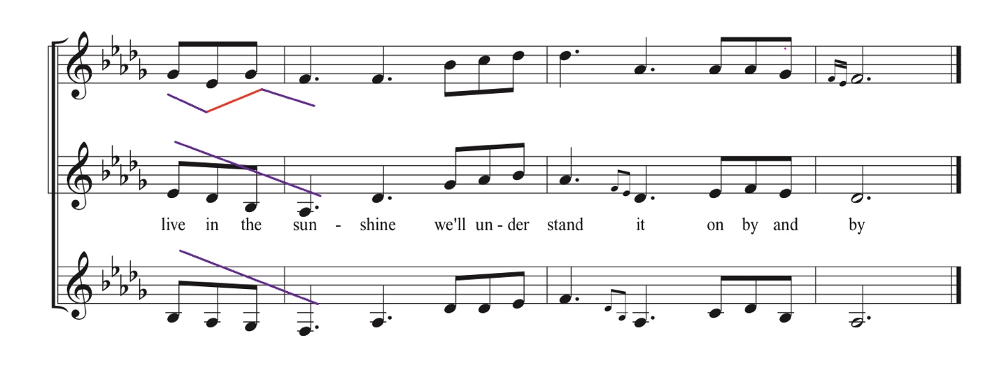 live in the sun - shine we'll un - der stand it on by and by